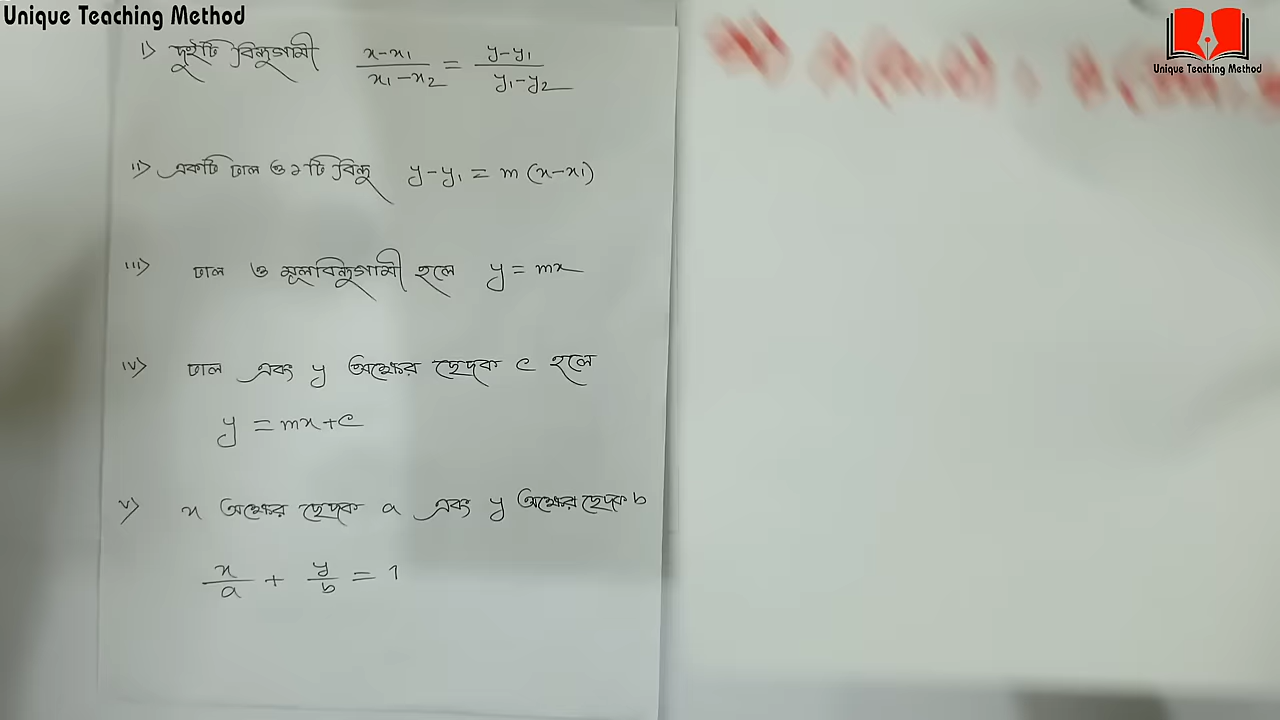 Unique Teaching Method
i) দুইটি বিন্দুগামী (x-x₁)/(x₁-x₂) = (y-y₁)/(y₁-y₂)
ii) একটি ঢাল ও ১টি বিন্দু y-y₁ = m (x-x₁)
iii) ঢাল ও মূলবিন্দুগামী হলে y = mx
iv) ঢাল এবং y অক্ষের ছেদক c হলে
y = mx+c
v) x অক্ষের ছেদক a এবং y অক্ষের ছেদক b
x/a + y/b = 1
Unique Teaching Method